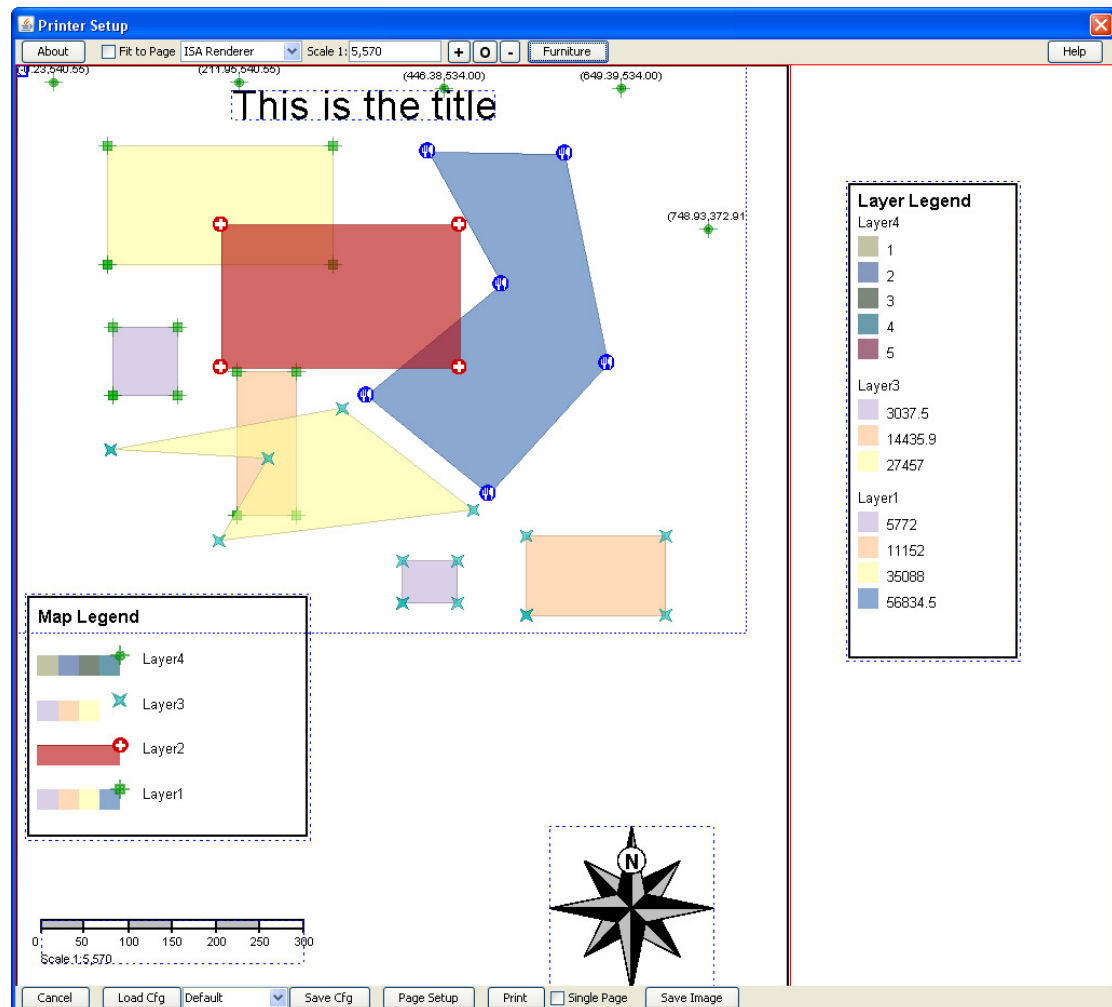 Printer Setup
About Fit to Page ISA Renderer Scale 1: 5,570 + O - Furniture Help
(211.95,540.55) (446.38,534.00) (649.39,534.00)
This is the title
(748.93,372.91
Layer Legend
Layer4
1
2
3
4
5
Layer3
3037.5
14435.9
27457
Layer1
5772
11152
35088
56834.5
Map Legend
Layer4
Layer3
Layer2
Layer1
N
0 50 100 150 200 250 300
Scale 1:5,570
Cancel Load Cfg Default Save Cfg Page Setup Print Single Page Save Image